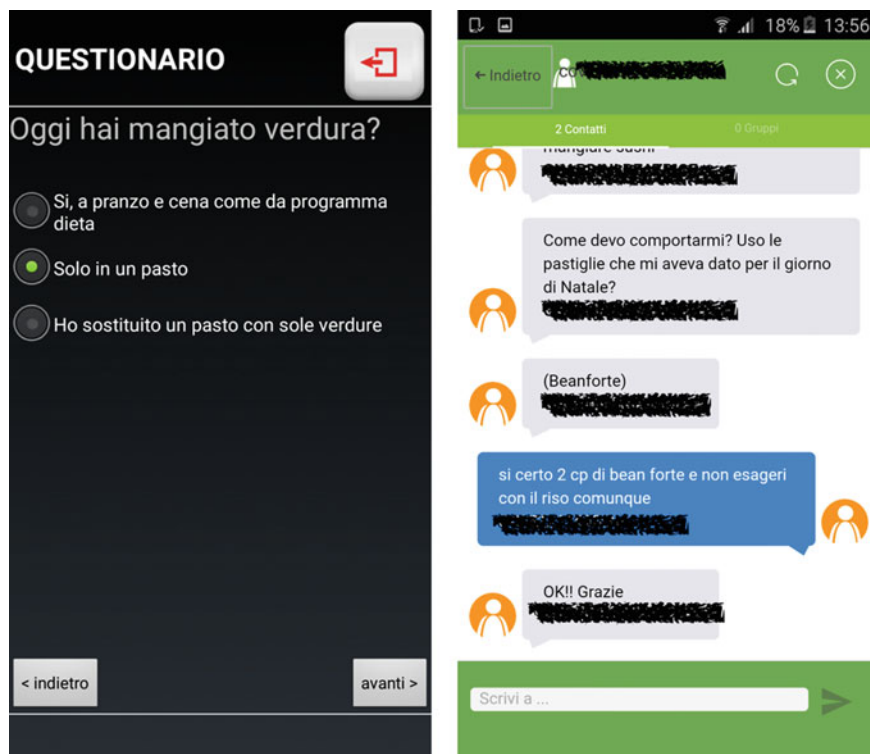 QUESTIONARIO
Oggi hai mangiato verdura?
Si, a pranzo e cena come da programma
dieta
Solo in un pasto
Ho sostituito un pasto con sole verdure
< indietro
avanti >
18% 13:56
← Indietro
2 Contatti
0 Gruppi
mangiare sushi
Come devo comportarmi? Uso le
pastiglie che mi aveva dato per il giorno
di Natale?
(Beanforte)
si certo 2 cp di bean forte e non esageri
con il riso comunque
OK!! Grazie
Scrivi a ...